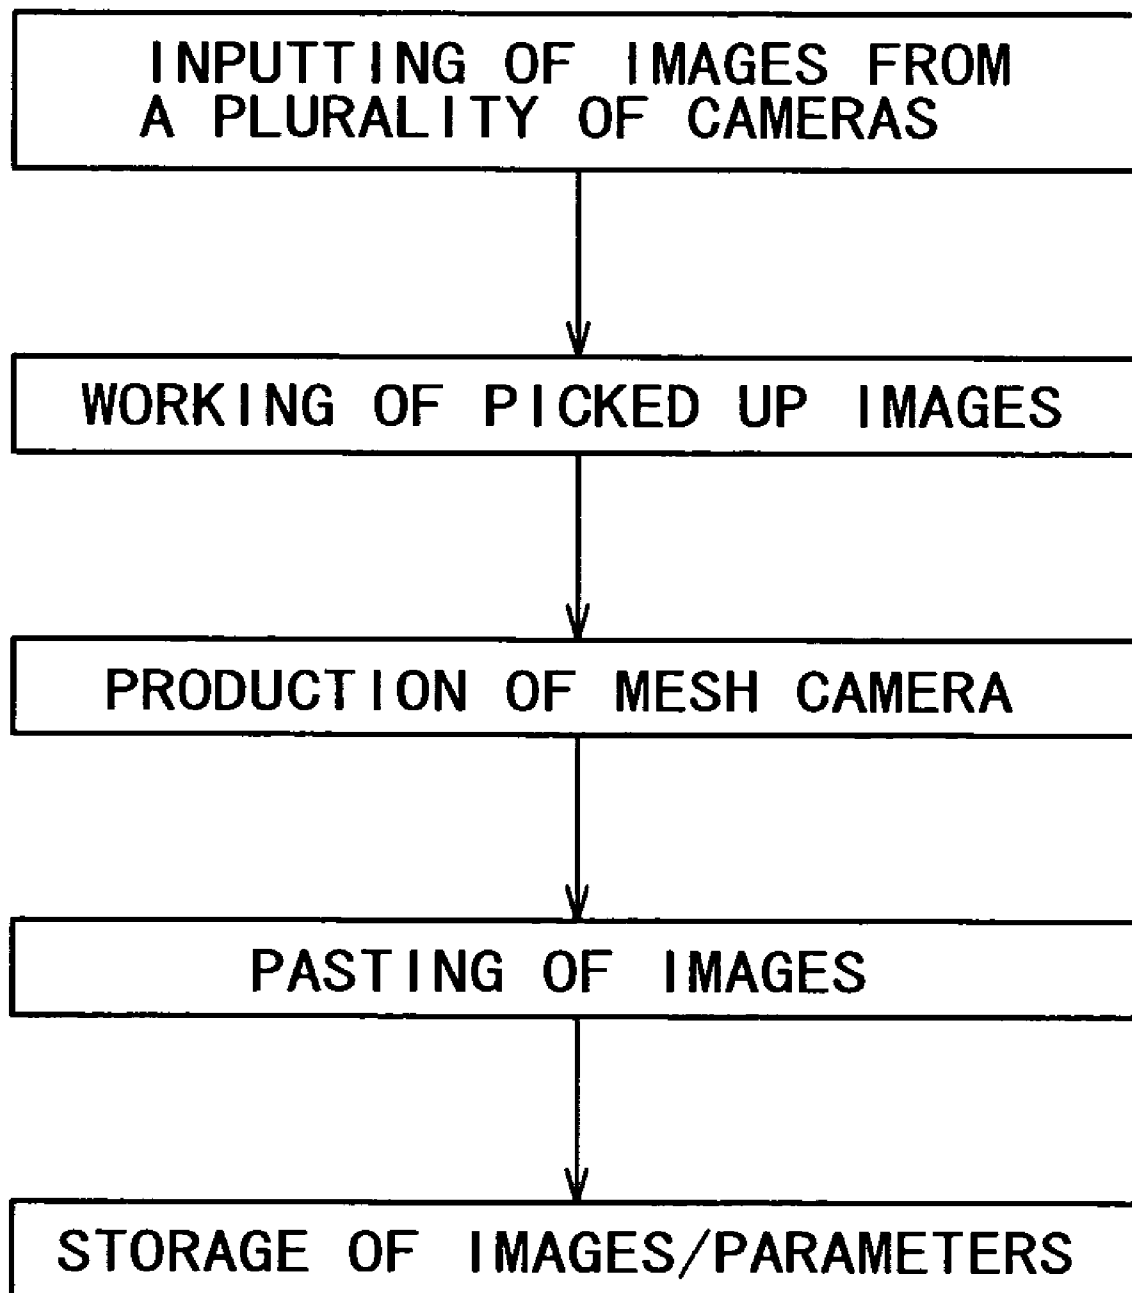 INPUTTING OF IMAGES FROM
A PLURALITY OF CAMERAS
WORKING OF PICKED UP IMAGES
PRODUCTION OF MESH CAMERA
PASTING OF IMAGES
STORAGE OF IMAGES/PARAMETERS